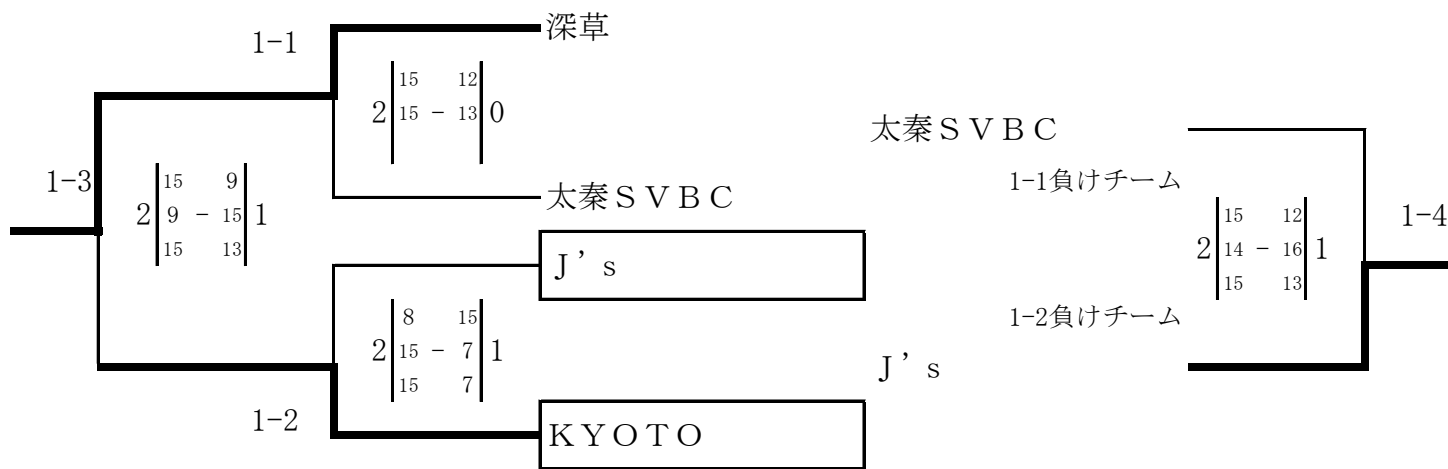 1-1
深草
15 12
2 15 - 13 0
太秦ＳＶＢＣ
1-3
15 9
2 9 - 15 1
15 13
Ｊ’ｓ
8 15
2 15 - 7 1
15 7
1-2
ＫＹＯＴＯ
太秦ＳＶＢＣ
1-1負けチーム
15 12
2 14 - 16 1
15 13
1-4
1-2負けチーム
Ｊ’ｓ